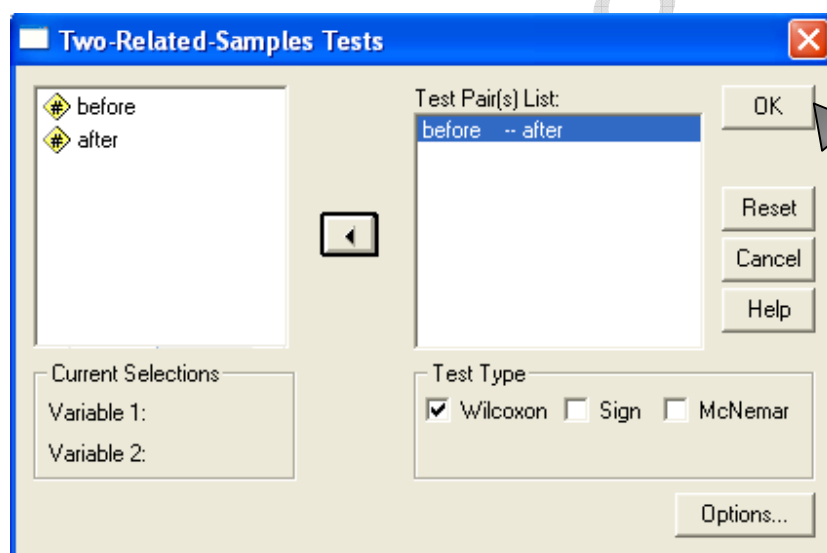 Two-Related-Samples Tests
before
after
Test Pair(s) List:
before -- after
OK
Reset
Cancel
Help
Current Selections
Variable 1:
Variable 2:
Test Type
Wilcoxon Sign McNemar
Options...